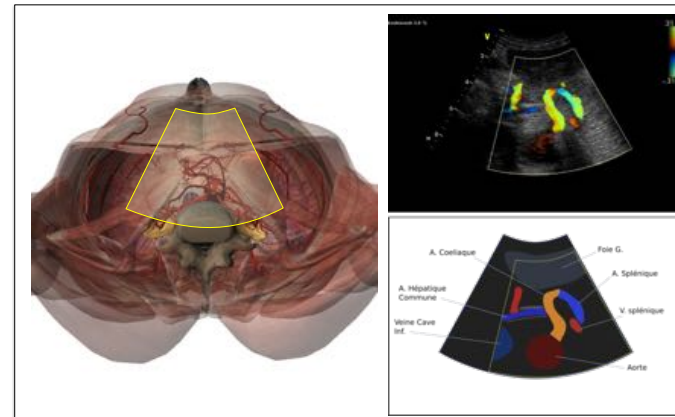 V
A. Coeliaque
Foie G.
A. Splénique
A. Hépatique
Commune
V. splénique
Veine Cave
Inf.
Aorte